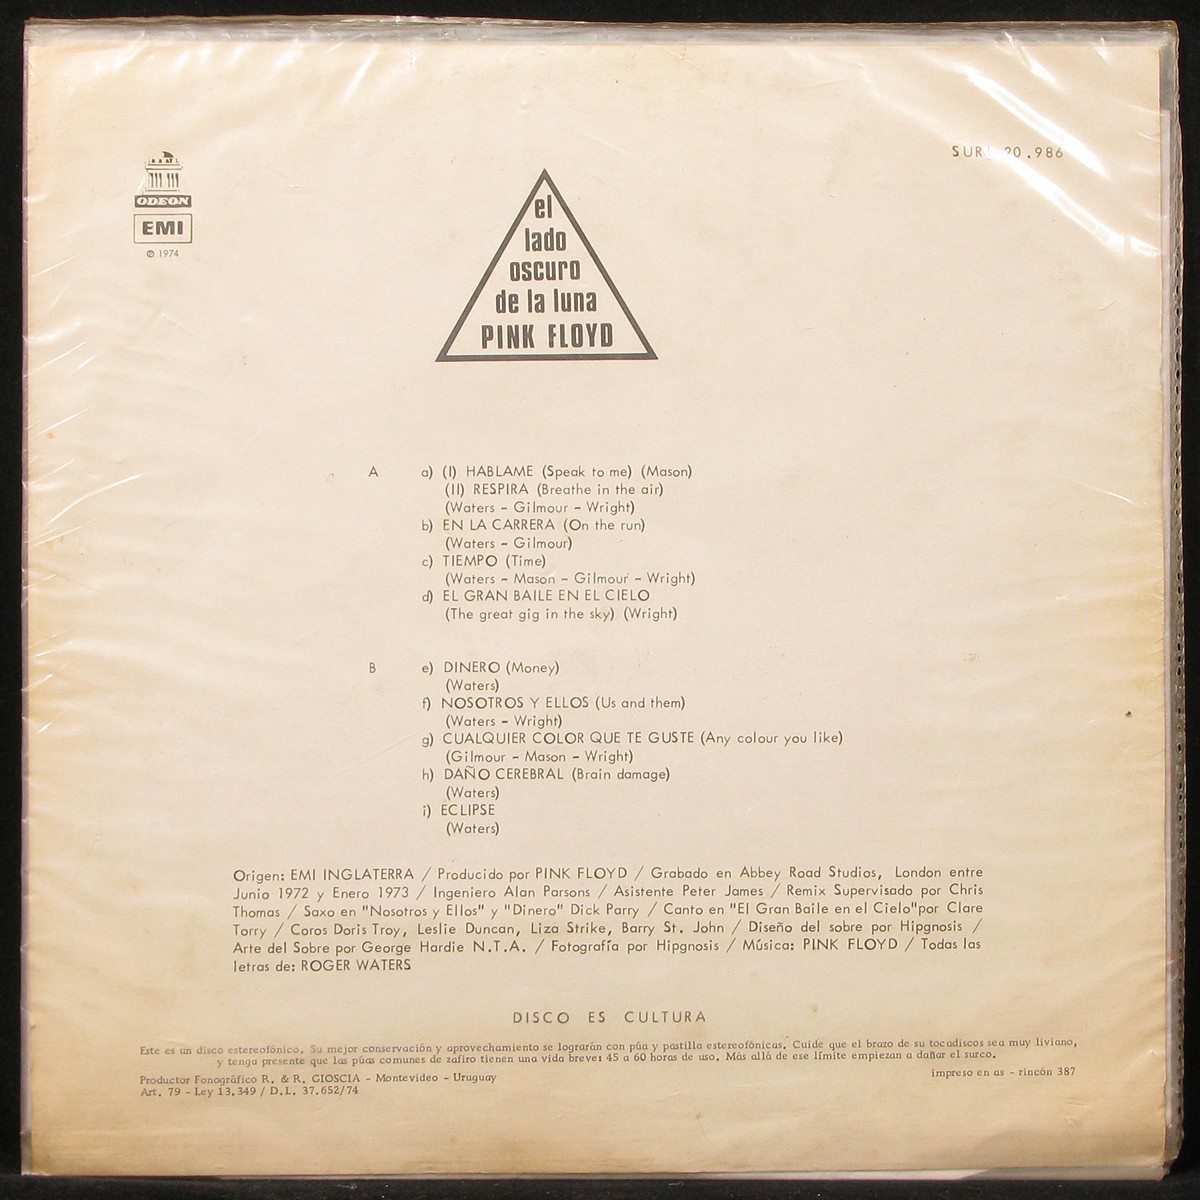 ODEON
EMI
℗ 1974
20.986
el
lado
oscuro
de la luna
PINK FLOYD
A a) (I) HABLAME (Speak to me) (Mason)
(II) RESPIRA (Breathe in the air)
(Waters - Gilmour - Wright)
b) EN LA CARRERA (On the run)
(Waters - Gilmour)
c) TIEMPO (Time)
(Waters - Mason - Gilmour - Wright)
d) EL GRAN BAILE EN EL CIELO
(The great gig in the sky) (Wright)
B e) DINERO (Money)
(Waters)
f) NOSOTROS Y ELLOS (Us and them)
(Waters - Wright)
g) CUALQUIER COLOR QUE TE GUSTE (Any colour you like)
(Gilmour - Mason - Wright)
h) DAÑO CEREBRAL (Brain damage)
(Waters)
i) ECLIPSE
(Waters)
Origen: EMI INGLATERRA / Producido por PINK FLOYD / Grabado en Abbey Road Studios, London entre
Junio 1972 y Enero 1973 / Ingeniero Alan Parsons / Asistente Peter James / Remix Supervisado por Chris
Thomas / Saxo en "Nosotros y Ellos" y "Dinero" Dick Parry / Canto en "El Gran Baile en el Cielo"por Clare
Torry / Coros Doris Troy, Leslie Duncan, Liza Strike, Barry St. John / Diseño del sobre por Hipgnosis /
Arte del Sobre por George Hardie N.T.A. / Fotografía por Hipgnosis / Música: PINK FLOYD / Todas las
letras de: ROGER WATERS
DISCO ES CULTURA
Este es un disco estereofónico. Su mejor conservación y aprovechamiento se lograrán con púa y pastilla estereofónicas. Cuide que el brazo de su tocadiscos sea muy liviano,
y tenga presente que las púas comunes de zafiro tienen una vida breve: 45 a 60 horas de uso. Más allá de ese límite empiezan a dañar el surco.
Productor Fonográfico R. & R. GIOSCIA - Montevideo - Uruguay
Art. 79 - Ley 13.349 / D.L. 37.652/74
impreso en as - rincón 387